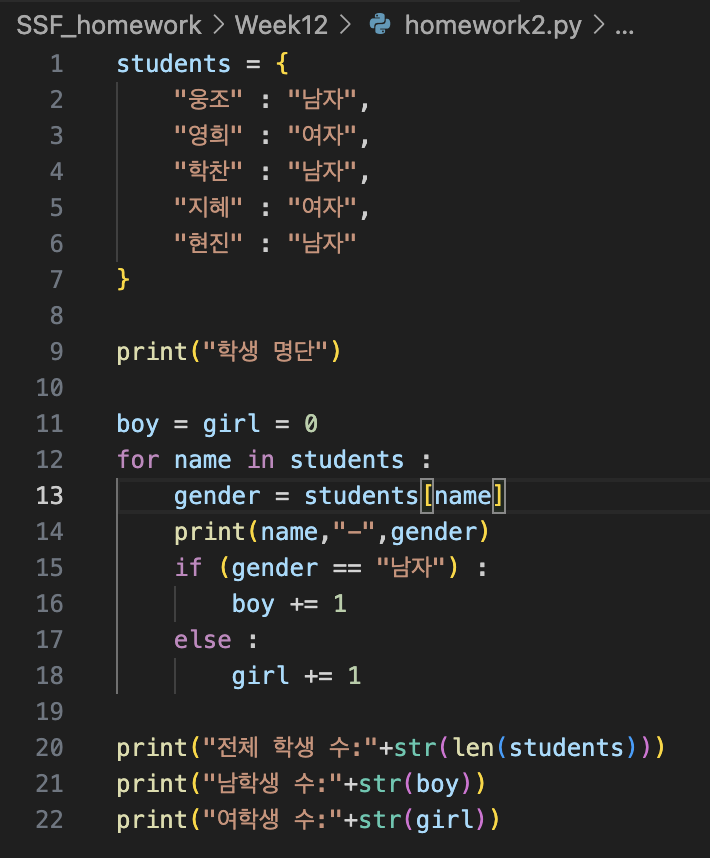 SSF_homework > Week12 > homework2.py > ...
1 students = {
2     "웅조" : "남자",
3     "영희" : "여자",
4     "학찬" : "남자",
5     "지혜" : "여자",
6     "현진" : "남자"
7 }
8
9 print("학생 명단")
10
11 boy = girl = 0
12 for name in students :
13     gender = students[name]
14     print(name,"-",gender)
15     if (gender == "남자") :
16         boy += 1
17     else :
18         girl += 1
19
20 print("전체 학생 수:"+str(len(students)))
21 print("남학생 수:"+str(boy))
22 print("여학생 수:"+str(girl))